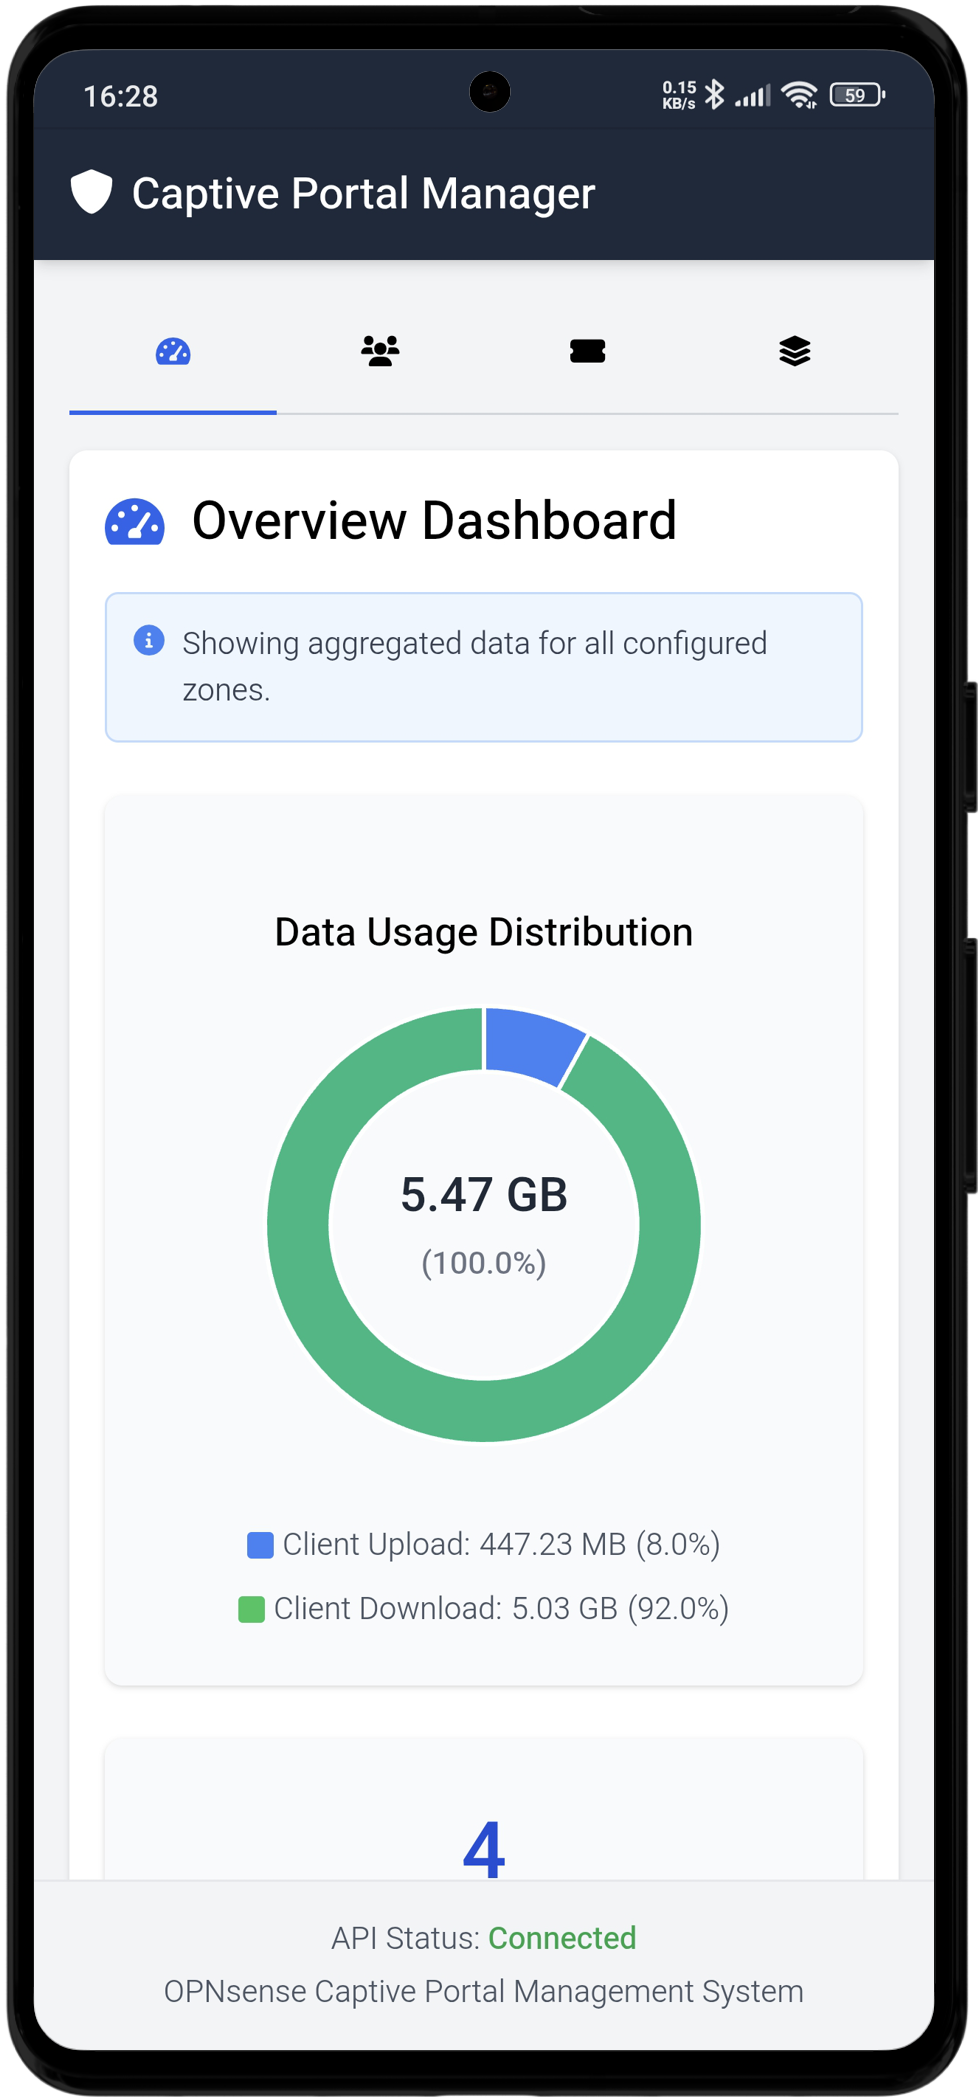 16:28
0.15
KB/s
59
Captive Portal Manager
Overview Dashboard
Showing aggregated data for all configured
zones.
Data Usage Distribution
5.47 GB
(100.0%)
Client Upload: 447.23 MB (8.0%)
Client Download: 5.03 GB (92.0%)
4
API Status: Connected
OPNsense Captive Portal Management System